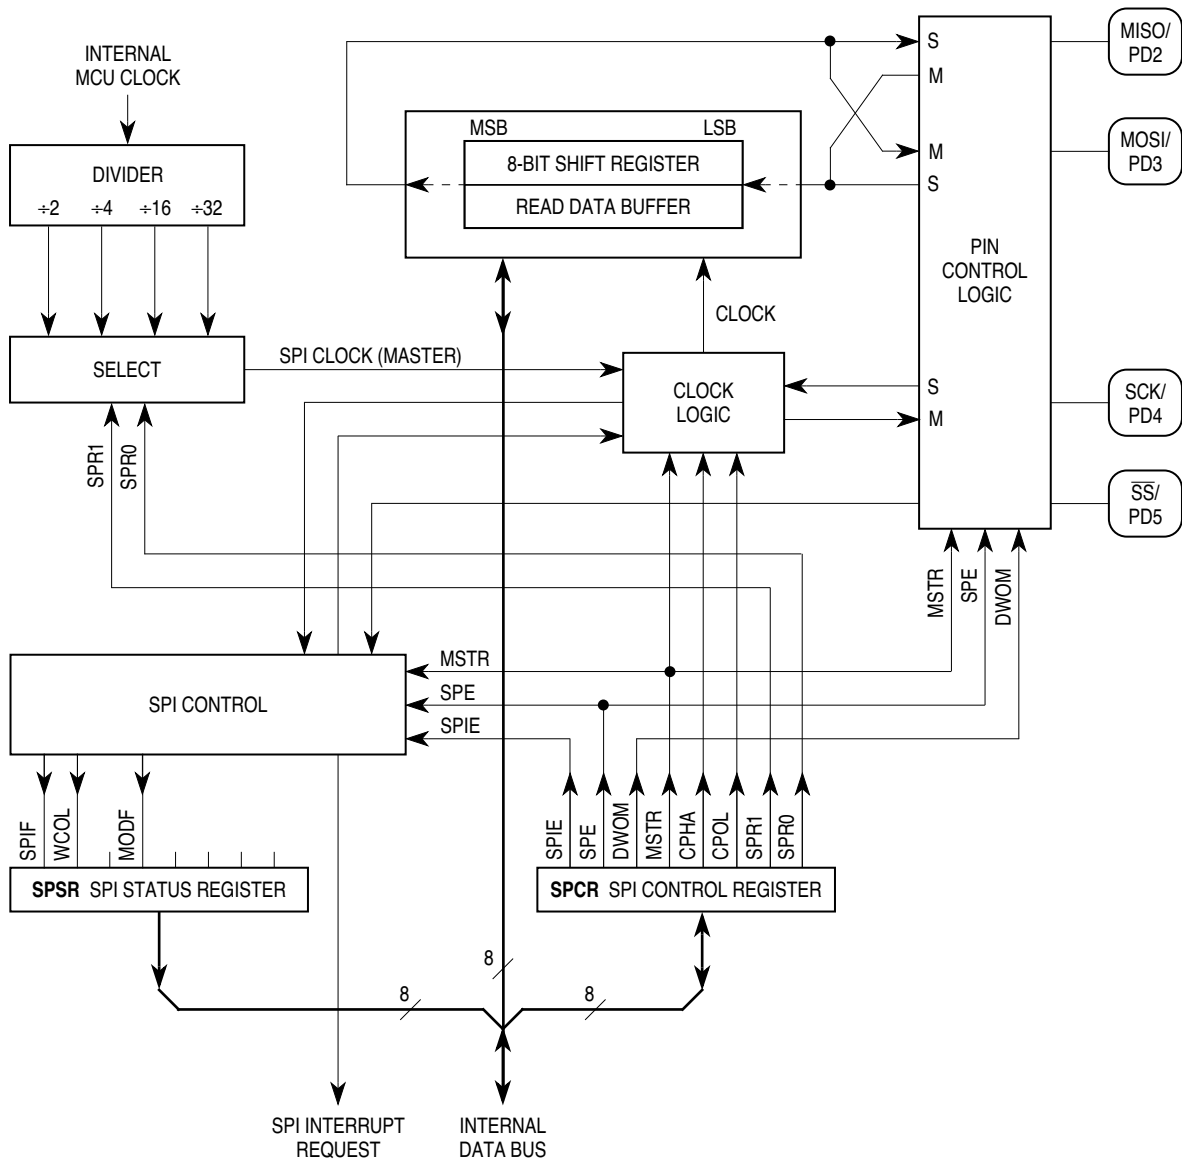 INTERNAL
MCU CLOCK
DIVIDER
÷2 ÷4 ÷16 ÷32
SELECT
SPR1
SPR0
SPI CLOCK (MASTER)
MSB LSB
8-BIT SHIFT REGISTER
READ DATA BUFFER
CLOCK
CLOCK
LOGIC
S
M
M
S
PIN
CONTROL
LOGIC
S
M
MISO/
PD2
MOSI/
PD3
SCK/
PD4
SS/
PD5
MSTR
SPE
DWOM
MSTR
SPE
SPIE
SPI CONTROL
SPIF
WCOL
MODF
SPSR SPI STATUS REGISTER
SPIE
SPE
DWOM
MSTR
CPHA
CPOL
SPR1
SPR0
SPCR SPI CONTROL REGISTER
8
8
8
SPI INTERRUPT
REQUEST
INTERNAL
DATA BUS